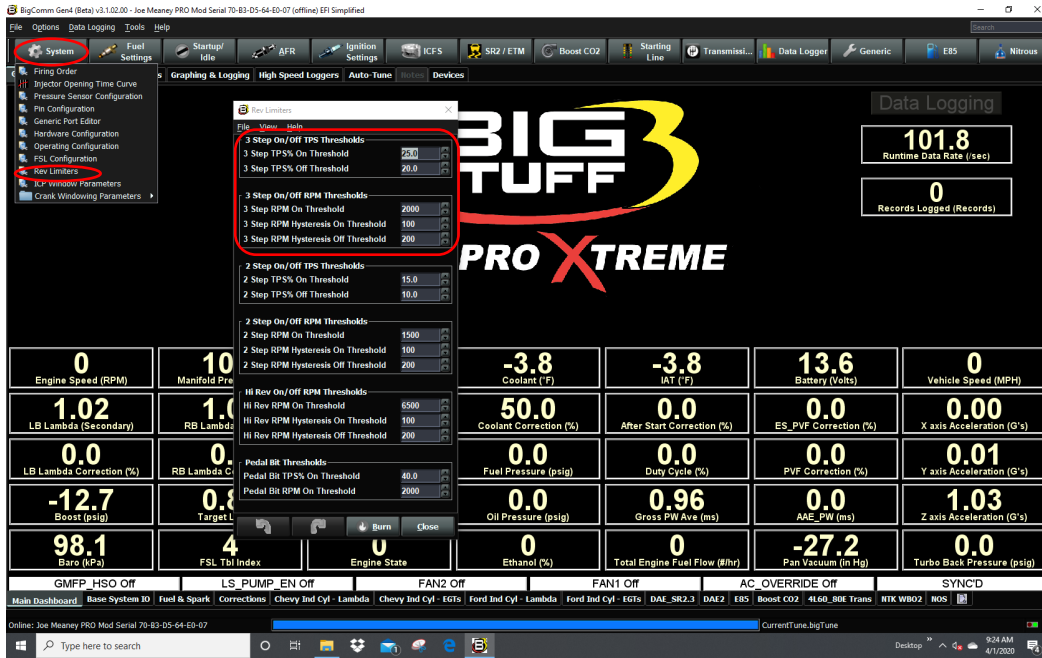 BigComm Gen4 (Beta) v3.1.02.00 - Joe Meaney PRO Mod Serial 70-B3-D5-64-E0-07 (offline) EFI Simplified
File Options Data Logging Tools Help
Search
System Fuel Settings Startup/ Idle AFR Ignition Settings ICFS SR2 / ETM Boost CO2 Starting Line Transmissi... Data Logger Generic E85 Nitrous
Graphing & Logging High Speed Loggers Auto-Tune Notes Devices
Firing Order
Injector Opening Time Curve
Pressure Sensor Configuration
Pin Configuration
Generic Port Editor
Hardware Configuration
Operating Configuration
FSL Configuration
Rev Limiters
ICP Window Parameters
Crank Windowing Parameters
Rev Limiters
File View Help
3 Step On/Off TPS Thresholds
3 Step TPS% On Threshold 25.0
3 Step TPS% Off Threshold 20.0
3 Step On/Off RPM Thresholds
3 Step RPM On Threshold 2000
3 Step RPM Hysteresis On Threshold 100
3 Step RPM Hysteresis Off Threshold 200
2 Step On/Off TPS Thresholds
2 Step TPS% On Threshold 15.0
2 Step TPS% Off Threshold 10.0
2 Step On/Off RPM Thresholds
2 Step RPM On Threshold 1500
2 Step RPM Hysteresis On Threshold 100
2 Step RPM Hysteresis Off Threshold 200
Hi Rev On/Off RPM Thresholds
Hi Rev RPM On Threshold 6500
Hi Rev RPM Hysteresis On Threshold 100
Hi Rev RPM Hysteresis Off Threshold 200
Pedal Bit Thresholds
Pedal Bit TPS% On Threshold 40.0
Pedal Bit RPM On Threshold 2000
Burn Close
BIG 3
TUFF
PRO XTREME
Data Logging
101.8
Runtime Data Rate (/sec)
0
Records Logged (Records)
0 10 -3.8 -3.8 13.6 0
Engine Speed (RPM) Manifold Pre Coolant (°F) IAT (°F) Battery (Volts) Vehicle Speed (MPH)
1.02 1.0 50.0 0.0 0.0 0.00
LB Lambda (Secondary) RB Lambda Coolant Correction (%) After Start Correction (%) ES_PVF Correction (%) X axis Acceleration (G's)
0.0 0. 0.0 0.0 0.0 0.0
LB Lambda Correction (%) RB Lambda Co Fuel Pressure (psig) Duty Cycle (%) PVF Correction (%) Y axis Acceleration (G's)
-12.7 0.8 0.0 0.96 0.0 1.03
Boost (psig) Target L Oil Pressure (psig) Gross PW Ave (ms) AAE_PW (ms) Z axis Acceleration (G's)
98.1 4 0 0 0 -27.2 0.0
Baro (kPa) FSL Tbl Index Engine State Ethanol (%) Total Engine Fuel Flow (#/hr) Pan Vacuum (in Hg) Turbo Back Pressure (psig)
GMFP_HSO Off LS_PUMP_EN Off FAN2 Off FAN1 Off AC_OVERRIDE Off SYNC'D
Main Dashboard Base System IO Fuel & Spark Corrections Chevy Ind Cyl - Lambda Chevy Ind Cyl - EGTs Ford Ind Cyl - Lambda Ford Ind Cyl - EGTs DAE_SR2.3 DAE2 E85 Boost CO2 4L60_80E Trans NTK WBO2 NOS
Online: Joe Meaney PRO Mod Serial 70-B3-D5-64-E0-07 CurrentTune.bigTune
Type here to search Desktop 9:24 AM
4/1/2020